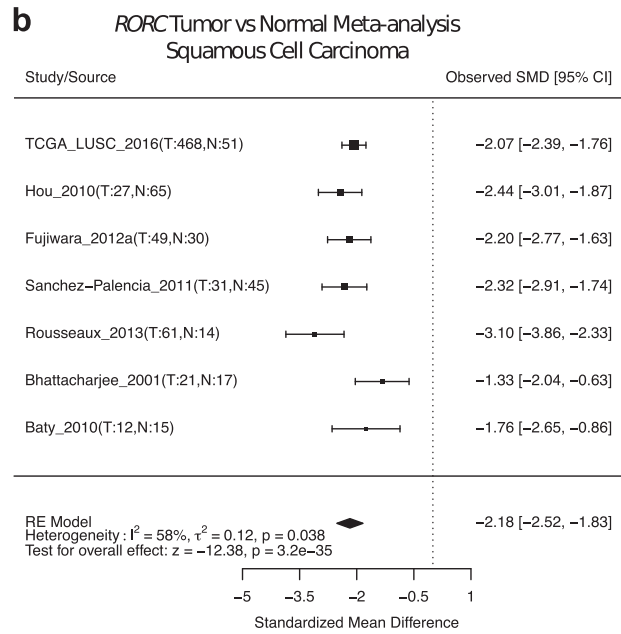 b
RORC Tumor vs Normal Meta-analysis
Squamous Cell Carcinoma
Study/Source Observed SMD [95% CI]
TCGA_LUSC_2016(T:468,N:51) −2.07 [−2.39, −1.76]
Hou_2010(T:27,N:65) −2.44 [−3.01, −1.87]
Fujiwara_2012a(T:49,N:30) −2.20 [−2.77, −1.63]
Sanchez−Palencia_2011(T:31,N:45) −2.32 [−2.91, −1.74]
Rousseaux_2013(T:61,N:14) −3.10 [−3.86, −2.33]
Bhattacharjee_2001(T:21,N:17) −1.33 [−2.04, −0.63]
Baty_2010(T:12,N:15) −1.76 [−2.65, −0.86]
RE Model −2.18 [−2.52, −1.83]
Heterogeneity : I² = 58%, τ² = 0.12, p = 0.038
Test for overall effect: z = −12.38, p = 3.2e−35
−5 −3.5 −2 −0.5 1
Standardized Mean Difference